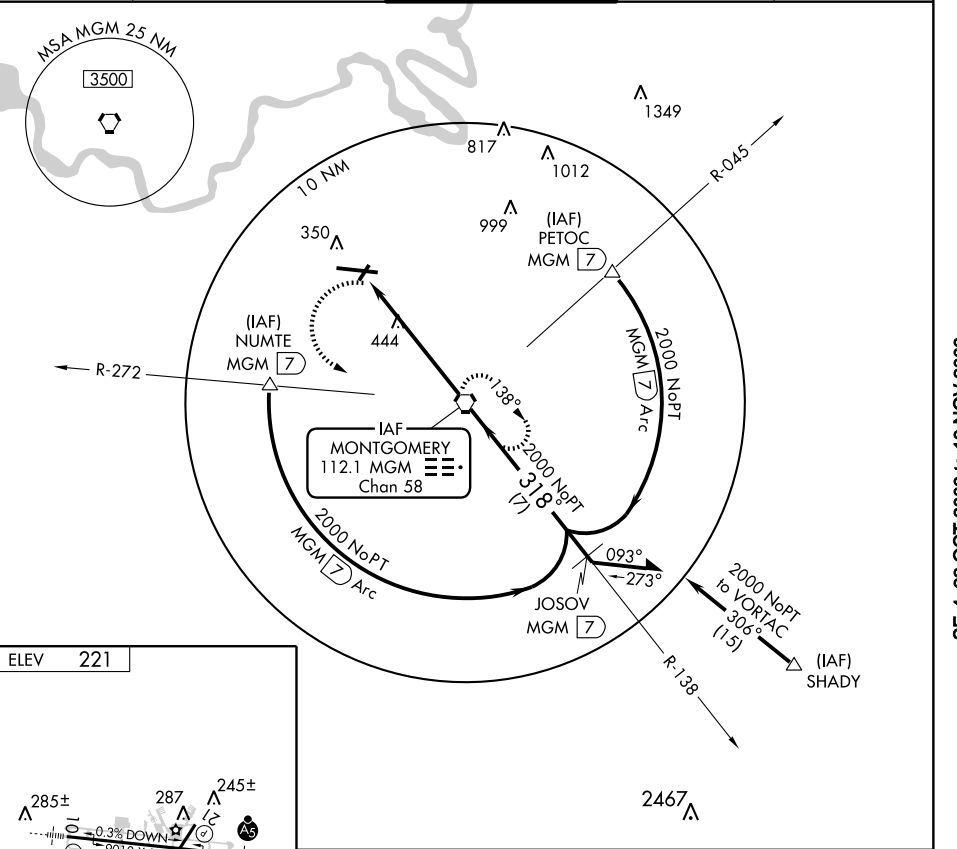 MSA MGM 25 NM
3500
1349
817
1012
10 NM
R-045
999
350
(IAF)
PETOC
MGM 7
(IAF)
NUMTE
MGM 7
444
R-272
2000 NoPT
MGM 7 Arc
138°
IAF
MONTGOMERY
112.1 MGM
Chan 58
2000 NoPT
318°
(7)
2000 NoPT
MGM 7 Arc
093°
273°
JOSOV
MGM 7
2000 NoPT
to VORTAC
306°
(15)
(IAF)
SHADY
R-138
ELEV 221
2467
285±
287
245±
10
0.3% DOWN
21
P
A5